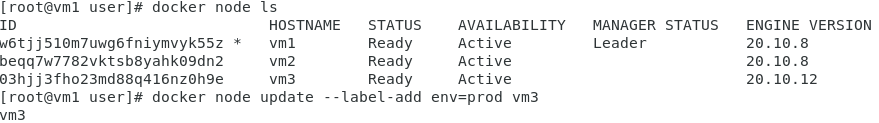 [root@vm1 user]# docker node ls
ID                            HOSTNAME   STATUS    AVAILABILITY   MANAGER STATUS   ENGINE VERSION
w6tjj510m7uwg6fniymvyk55z *   vm1        Ready     Active         Leader           20.10.8
beqq7w7782vktsb8yahk09dn2     vm2        Ready     Active                          20.10.8
03hjj3fho23md88q416nz0h9e     vm3        Ready     Active                          20.10.12
[root@vm1 user]# docker node update --label-add env=prod vm3
vm3